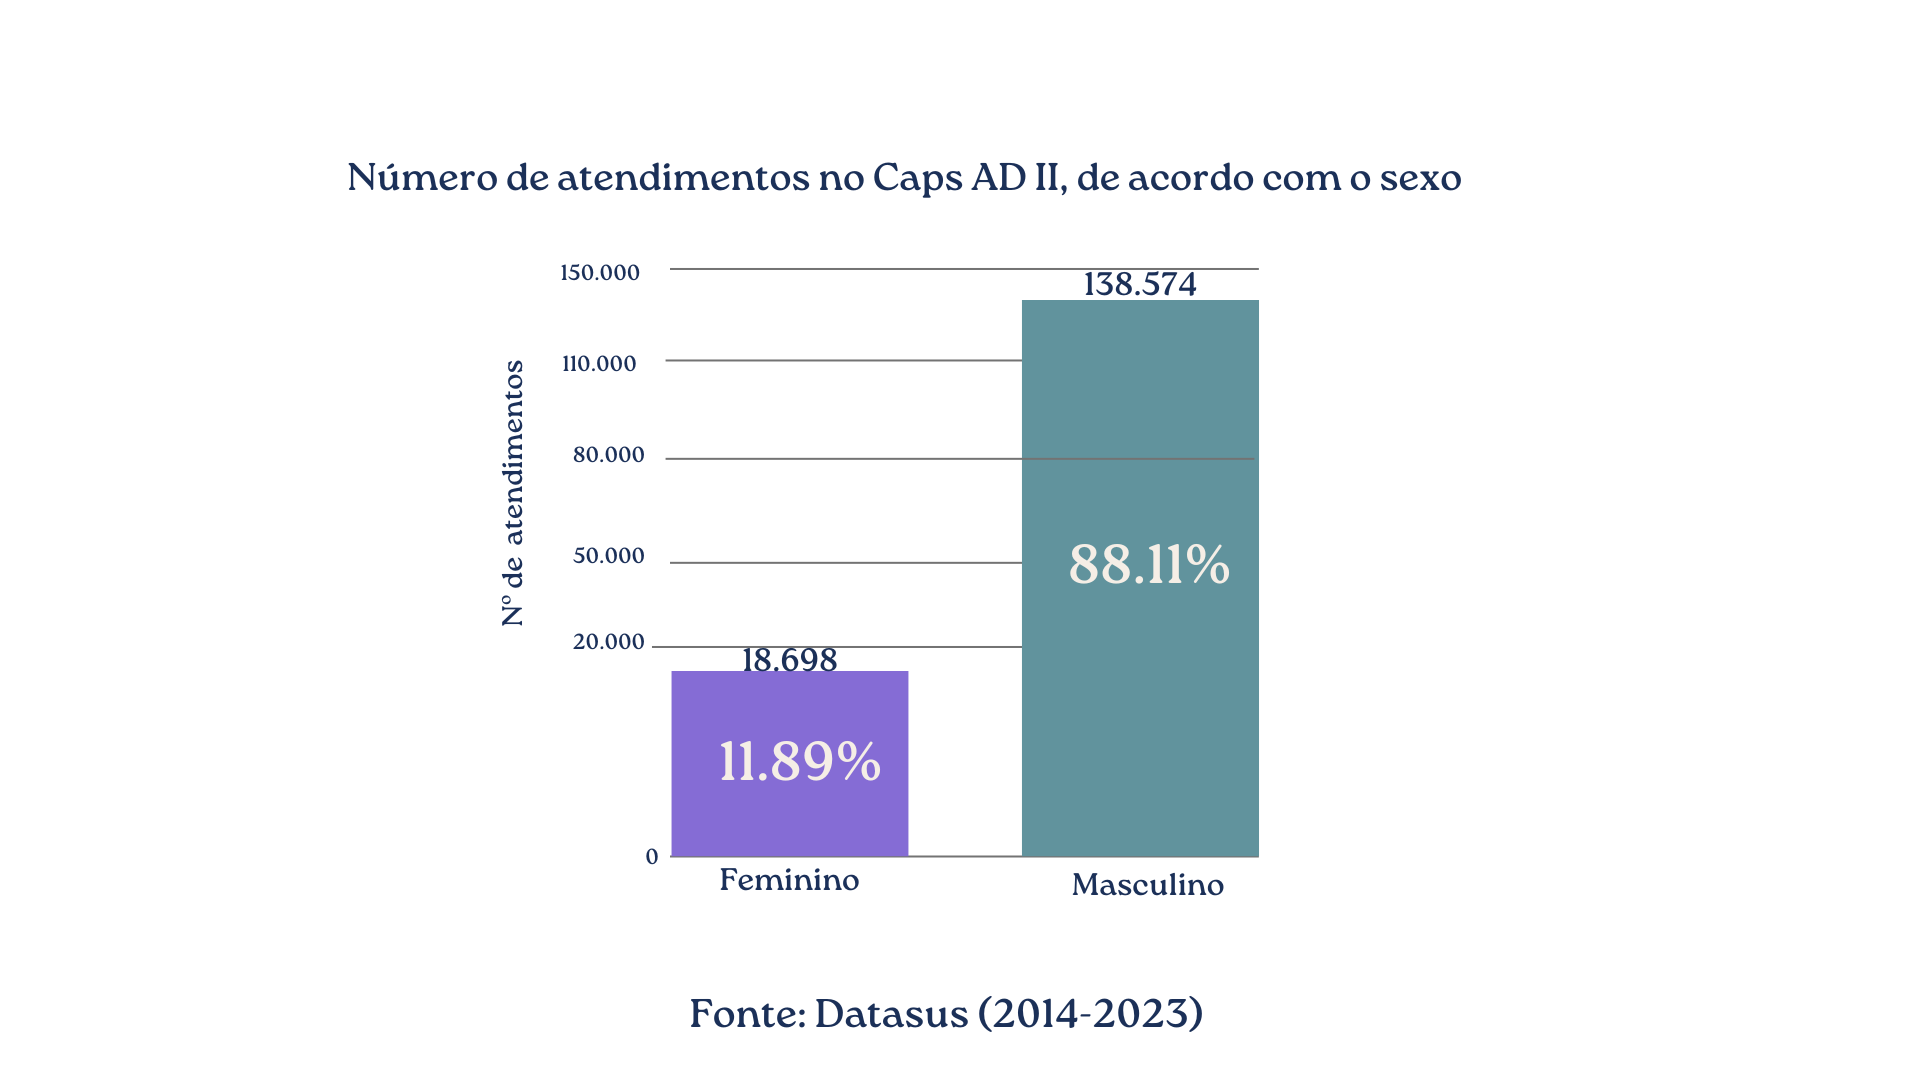 Número de atendimentos no Caps AD II, de acordo com o sexo
150.000
138.574
110.000
80.000
50.000
88.11%
20.000
18.698
11.89%
0
Nº de atendimentos
Feminino
Masculino
Fonte: Datasus (2014-2023)